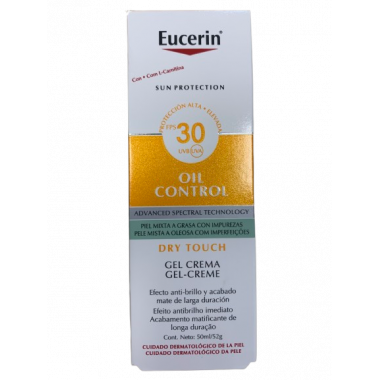 Eucerin®
Con • Com L-Carnitina
SUN PROTECTION
PROTECCIÓN ALTA • ELEVADA
FPS 30
UVB UVA
OIL
CONTROL
ADVANCED SPECTRAL TECHNOLOGY
PIEL MIXTA A GRASA CON IMPUREZAS
PELE MISTA A OLEOSA COM IMPERFEIÇÕES
DRY TOUCH
GEL CREMA
GEL-CREME
Efecto anti-brillo y acabado
mate de larga duración
Efeito antibrilho imediato
Acabamento matificante de
longa duração
Cont. Neto: 50ml/52g
CUIDADO DERMATOLÓGICO DE LA PIEL
CUIDADO DERMATOLÓGICO DA PELE